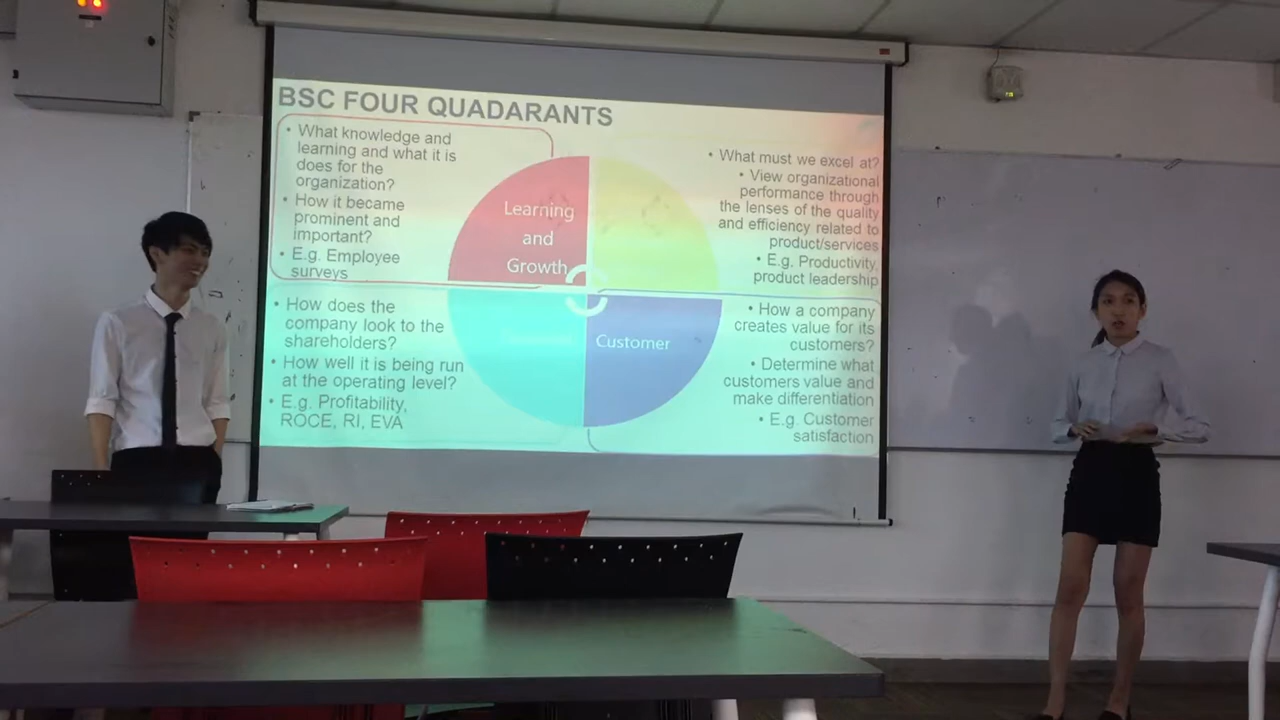 BSC FOUR QUADARANTS
• What knowledge and
learning and what it is
does for the
organization?
• How it became
prominent and
important?
• E.g. Employee
surveys
• What must we excel at?
• View organizational
performance through
the lenses of the quality
and efficiency related to
product/services
• E.g. Productivity,
product leadership
Learning
and
Growth
Customer
• How does the
company look to the
shareholders?
• How well it is being run
at the operating level?
• E.g. Profitability,
ROCE, RI, EVA
• How a company
creates value for its
customers?
• Determine what
customers value and
make differentiation
• E.g. Customer
satisfaction